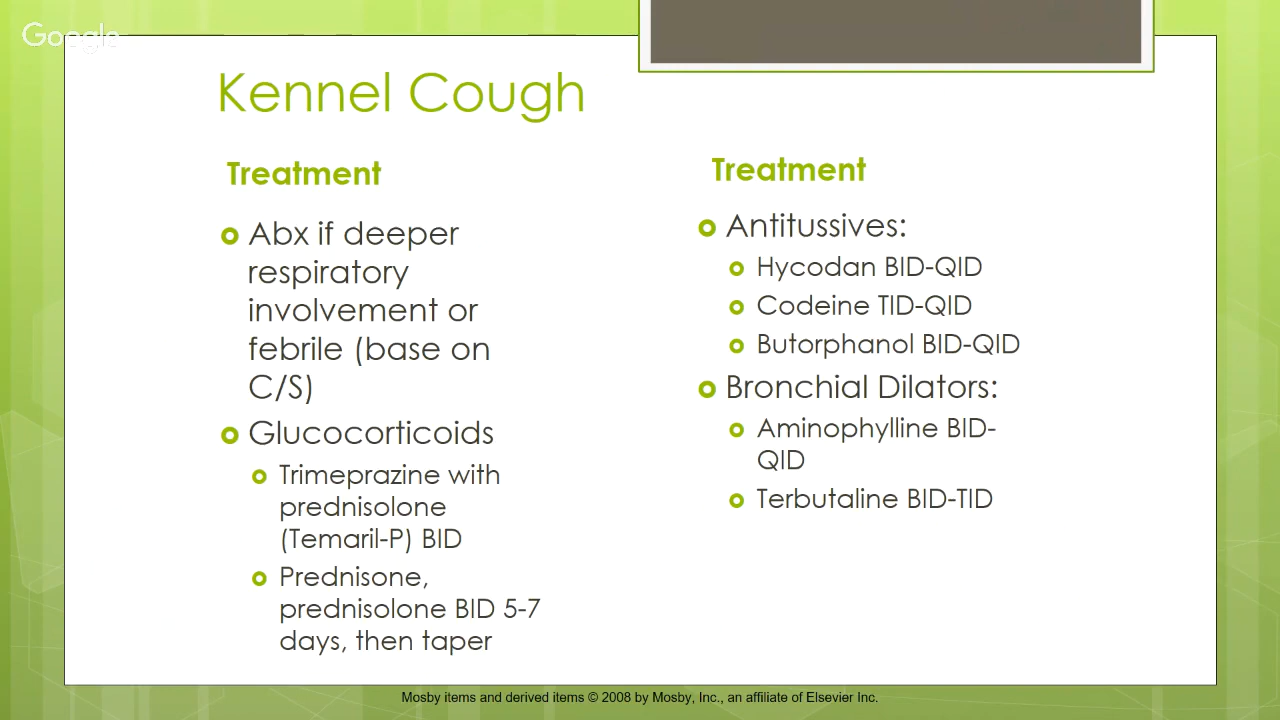 Google
Kennel Cough
Treatment
Abx if deeper
respiratory
involvement or
febrile (base on
C/S)
Glucocorticoids
Trimeprazine with
prednisolone
(Temaril-P) BID
Prednisone,
prednisolone BID 5-7
days, then taper
Treatment
Antitussives:
Hycodan BID-QID
Codeine TID-QID
Butorphanol BID-QID
Bronchial Dilators:
Aminophylline BID-
QID
Terbutaline BID-TID
Mosby items and derived items © 2008 by Mosby, Inc., an affiliate of Elsevier Inc.